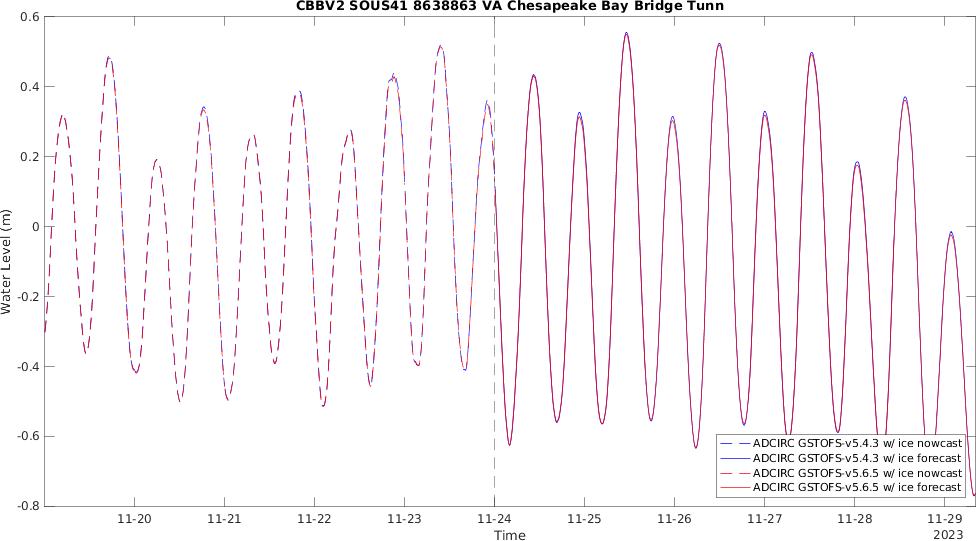 CBBV2 SOUS41 8638863 VA Chesapeake Bay Bridge Tunn
0.6
0.4
0.2
0
-0.2
-0.4
-0.6
-0.8
Water Level (m)
ADCIRC GSTOFS-v5.4.3 w/ ice nowcast
ADCIRC GSTOFS-v5.4.3 w/ ice forecast
ADCIRC GSTOFS-v5.6.5 w/ ice nowcast
ADCIRC GSTOFS-v5.6.5 w/ ice forecast
11-20 11-21 11-22 11-23 11-24 11-25 11-26 11-27 11-28 11-29
Time 2023